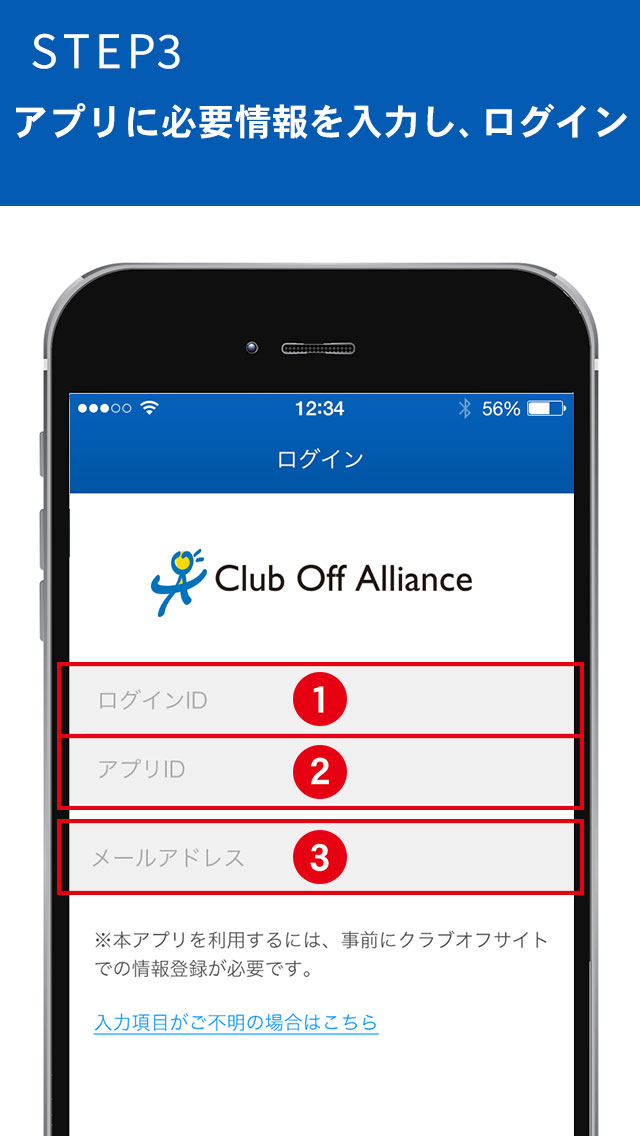 STEP3
アプリに必要情報を入力し、ログイン
12:34
56%
ログイン
Club Off Alliance
ログインID
1
アプリID
2
メールアドレス
3
※本アプリを利用するには、事前にクラブオフサイト
での情報登録が必要です。
入力項目がご不明の場合はこちら